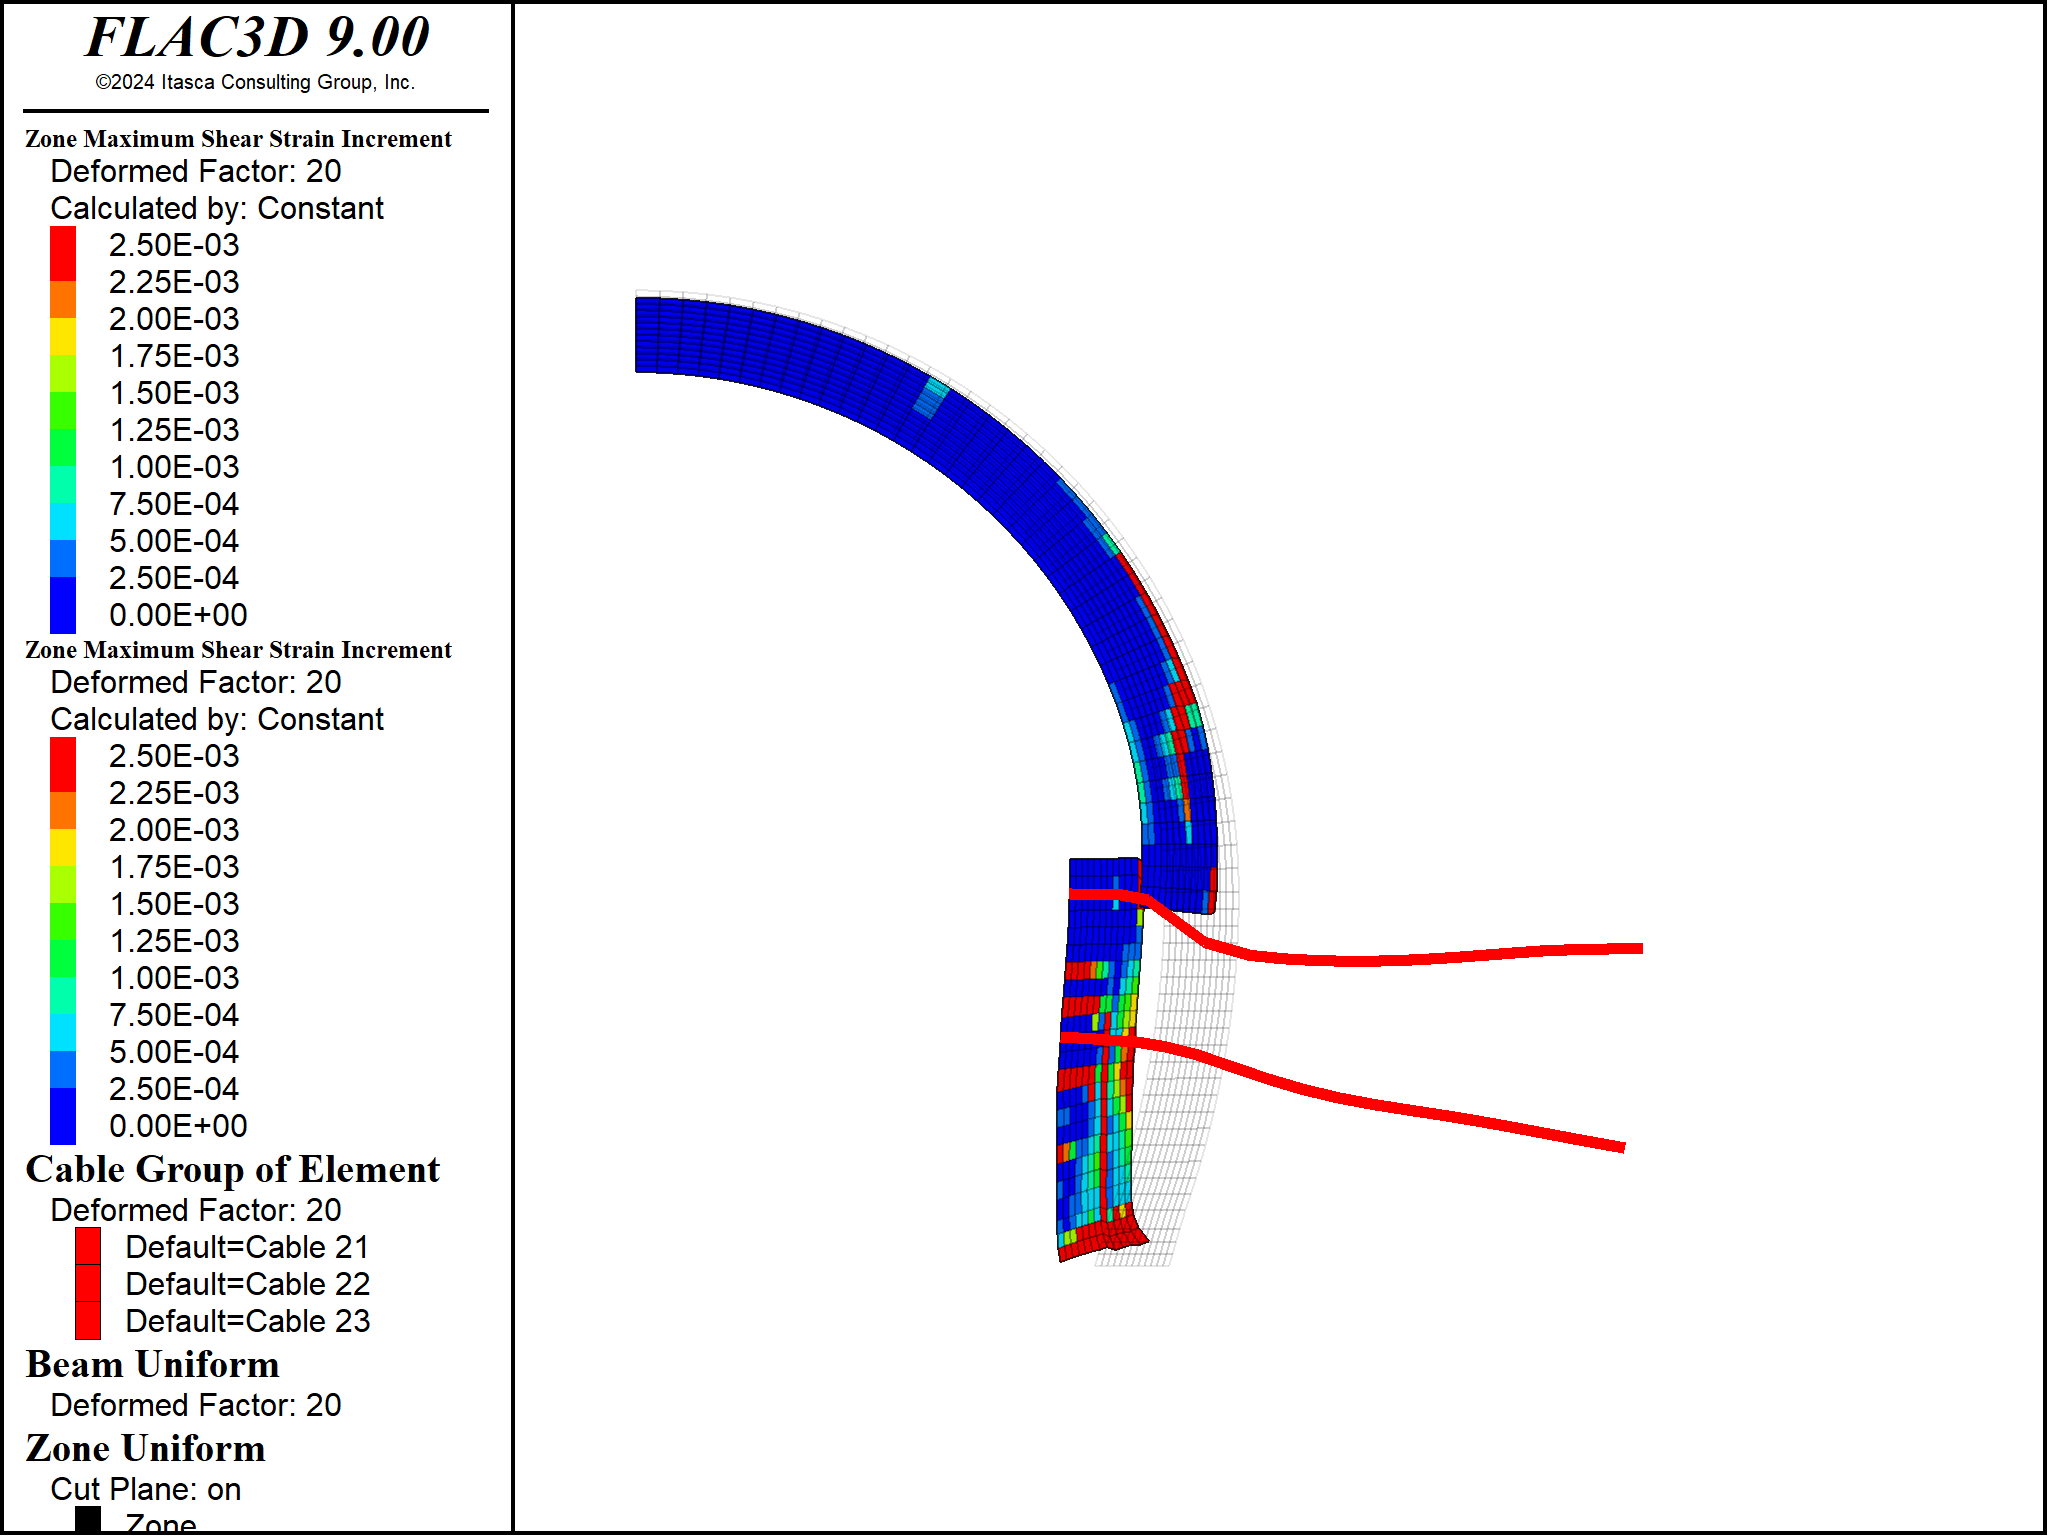 FLAC3D 9.00
©2024 Itasca Consulting Group, Inc.
Zone Maximum Shear Strain Increment
Deformed Factor: 20
Calculated by: Constant
2.50E-03
2.25E-03
2.00E-03
1.75E-03
1.50E-03
1.25E-03
1.00E-03
7.50E-04
5.00E-04
2.50E-04
0.00E+00
Zone Maximum Shear Strain Increment
Deformed Factor: 20
Calculated by: Constant
2.50E-03
2.25E-03
2.00E-03
1.75E-03
1.50E-03
1.25E-03
1.00E-03
7.50E-04
5.00E-04
2.50E-04
0.00E+00
Cable Group of Element
Deformed Factor: 20
Default=Cable 21
Default=Cable 22
Default=Cable 23
Beam Uniform
Deformed Factor: 20
Zone Uniform
Cut Plane: on
Zone